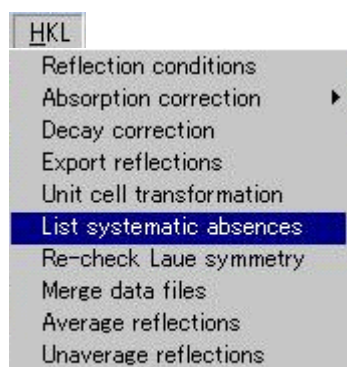 HKL
Reflection conditions
Absorption correction
Decay correction
Export reflections
Unit cell transformation
List systematic absences
Re-check Laue symmetry
Merge data files
Average reflections
Unaverage reflections